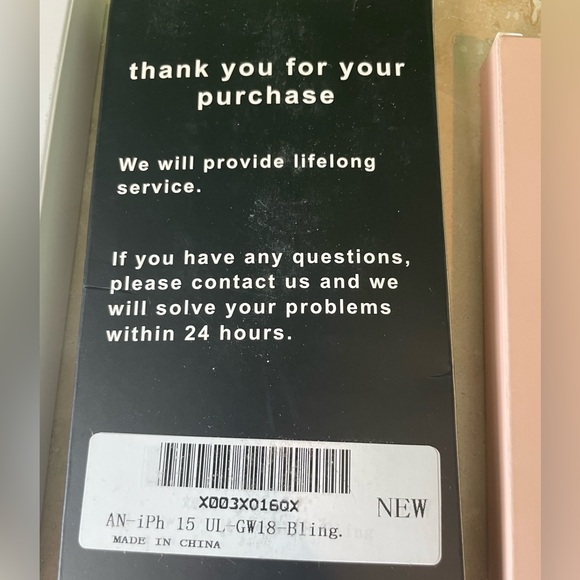 thank you for your
purchase
We will provide lifelong
service.
If you have any questions,
please contact us and we
will solve your problems
within 24 hours.
X003XO16QX
NEW
AN-iPh 15 UL-GW18-Bling.
MADE IN CHINA